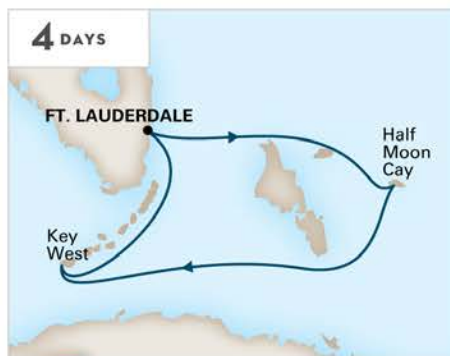 4 DAYS
FT. LAUDERDALE
Half
Moon
Cay
Key
West